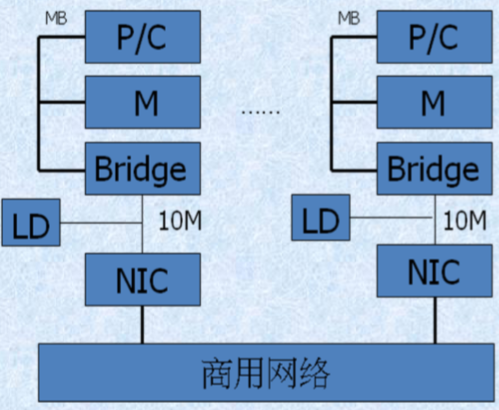 MB
P/C
MB
P/C
M
......
M
Bridge
Bridge
LD
10M
LD
10M
NIC
NIC
商用网络